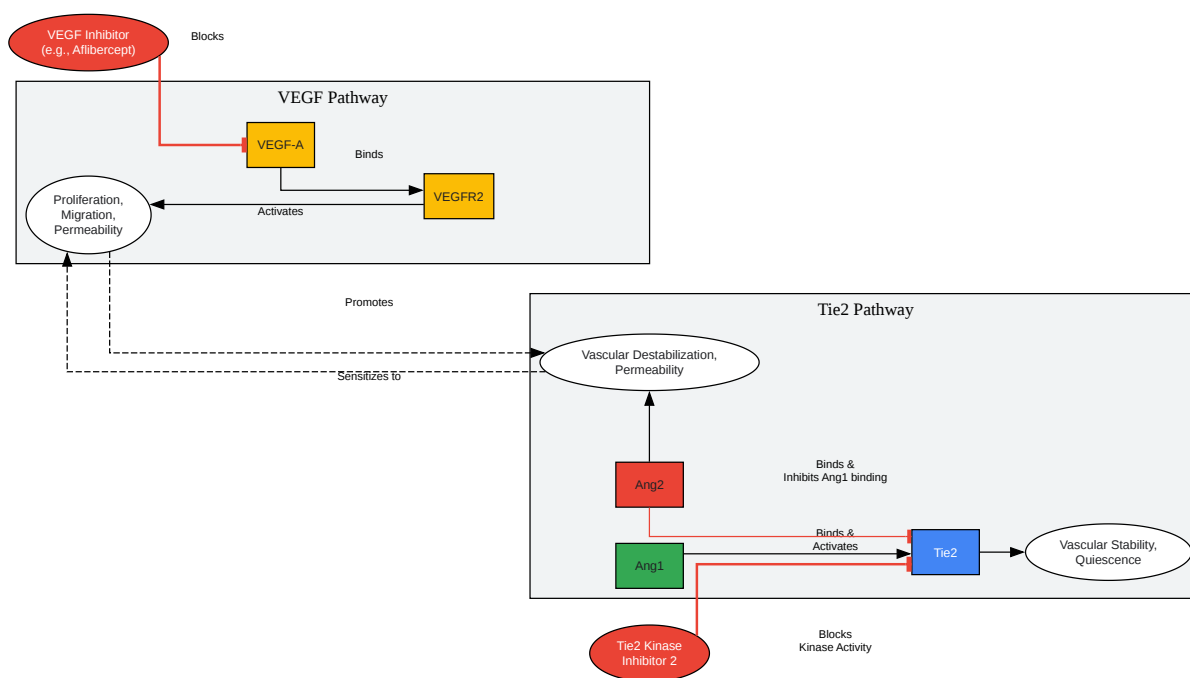 VEGF Inhibitor
(e.g., Aflibercept)
Blocks
VEGF Pathway
VEGF-A
Binds
VEGFR2
Proliferation,
Migration,
Permeability
Activates
Promotes
Sensitizes to
Tie2 Pathway
Vascular Destabilization,
Permeability
Ang2
Binds &
Inhibits Ang1 binding
Binds &
Activates
Ang1
Tie2
Vascular Stability,
Quiescence
Tie2 Kinase
Inhibitor 2
Blocks
Kinase Activity